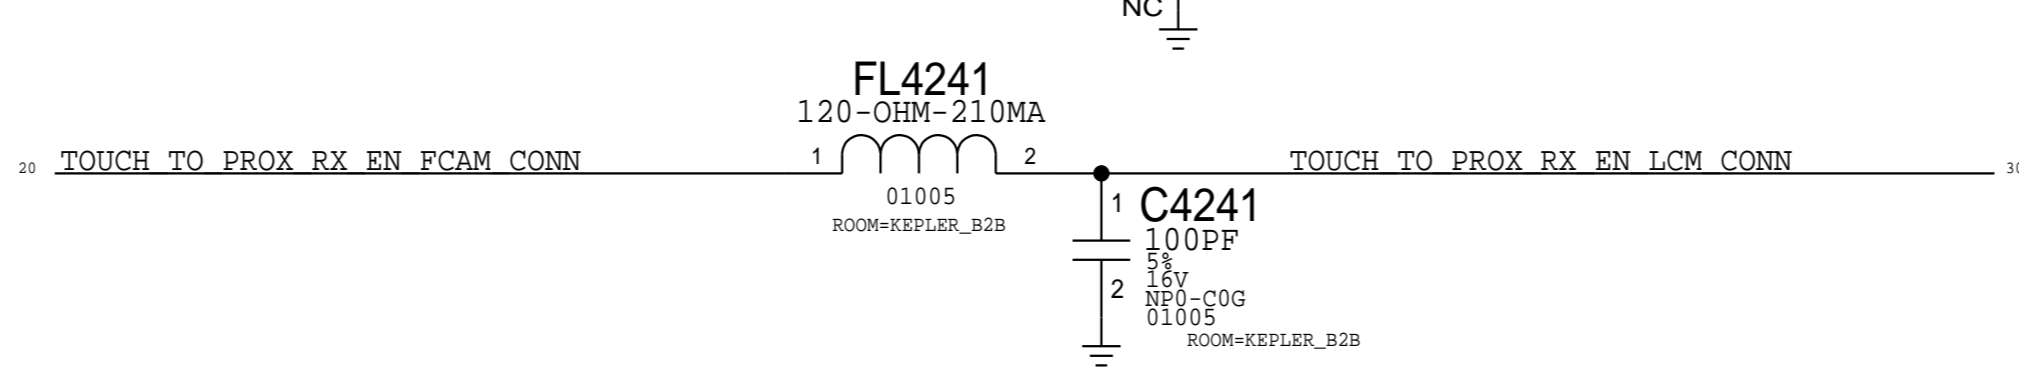 NC
FL4241
120-OHM-210MA
20 TOUCH_TO_PROX_RX_EN_FCAM_CONN 1 2 TOUCH_TO_PROX_RX_EN_LCM_CONN 30
01005
ROOM=KEPLER_B2B
1 C4241
100PF
5%
16V
2 NP0-C0G
01005
ROOM=KEPLER_B2B